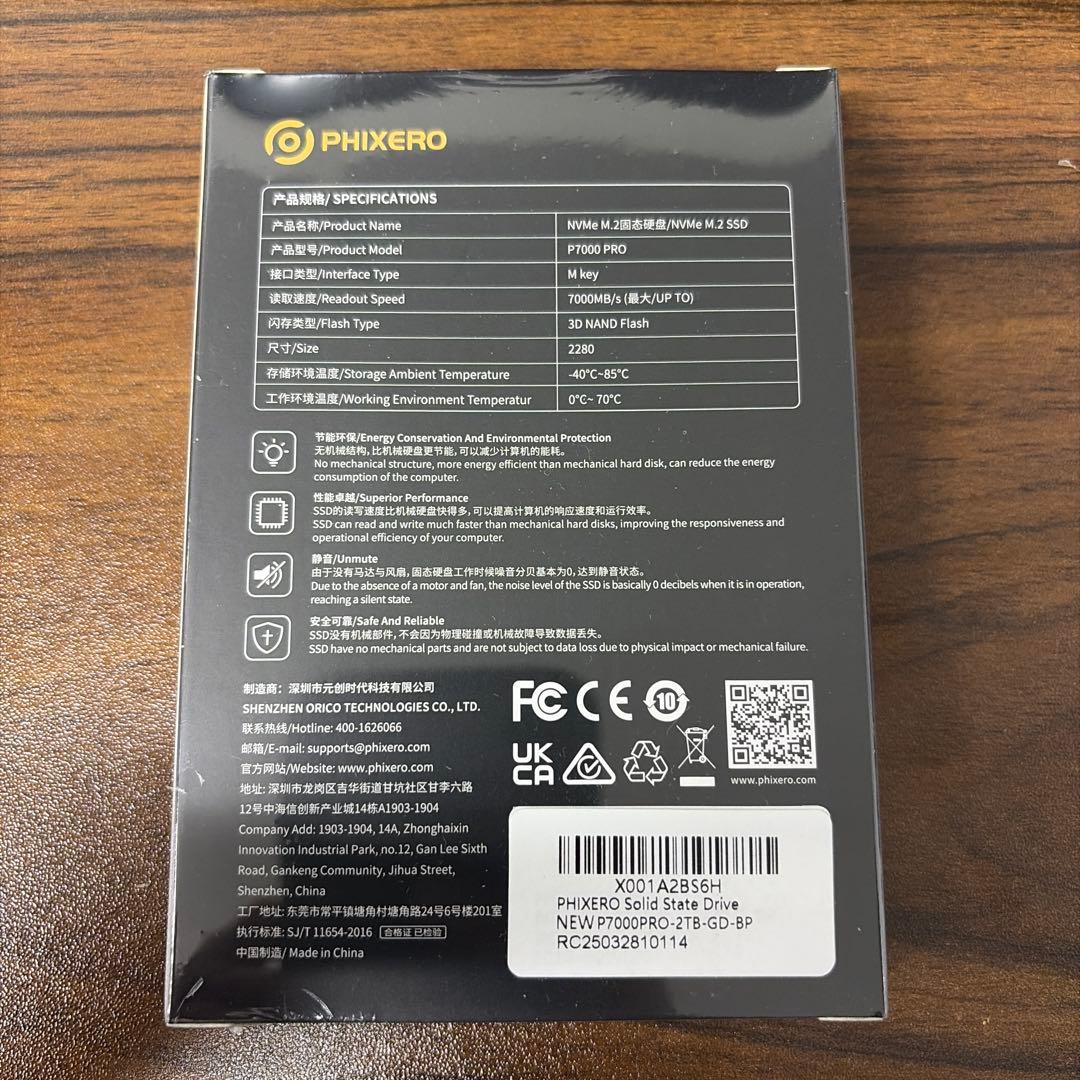 PHIXERO
产品规格/ SPECIFICATIONS
产品名称/Product Name NVMe M.2固态硬盘/NVMe M.2 SSD
产品型号/Product Model P7000 PRO
接口类型/Interface Type M key
读取速度/Readout Speed 7000MB/s (最大/UP TO)
闪存类型/Flash Type 3D NAND Flash
尺寸/Size 2280
存储环境温度/Storage Ambient Temperature -40°C~85°C
工作环境温度/Working Environment Temperatur 0°C~ 70°C
节能环保/Energy Conservation And Environmental Protection
无机械结构，比机械硬盘更节能，可以减少计算机的能耗。
No mechanical structure, more energy efficient than mechanical hard disk, can reduce the energy
consumption of the computer.
性能卓越/Superior Performance
SSD的读写速度比机械硬盘快得多，可以提高计算机的响应速度和运行效率。
SSD can read and write much faster than mechanical hard disks, improving the responsiveness and
operational efficiency of your computer.
静音/Unmute
由于没有马达与风扇，固态硬盘工作时候噪音分贝基本为0，达到静音状态。
Due to the absence of a motor and fan, the noise level of the SSD is basically 0 decibels when it is in operation,
reaching a silent state.
安全可靠/Safe And Reliable
SSD没有机械部件，不会因为物理碰撞或机械故障导致数据丢失。
SSD have no mechanical parts and are not subject to data loss due to physical impact or mechanical failure.
制造商：深圳市元创时代科技有限公司
SHENZHEN ORICO TECHNOLOGIES CO., LTD.
联系热线/Hotline: 400-1626066
邮箱/E-mail: supports@phixero.com
官方网站/Website: www.phixero.com
地址: 深圳市龙岗区吉华街道甘坑社区甘李六路
12号中海信创新产业城14栋A1903-1904
Company Add: 1903-1904, 14A, Zhonghaixin
Innovation Industrial Park, no.12, Gan Lee Sixth
Road, Gankeng Community, Jihua Street,
Shenzhen, China
工厂地址: 东莞市常平镇塘角村塘角路24号6号楼201室
执行标准: SJ/T 11654-2016 合格证 已检验
中国制造/ Made in China
FC CE 10
UK
CA
www.phixero.com
X001A2BS6H
PHIXERO Solid State Drive
NEW P7000PRO-2TB-GD-BP
RC25032810114